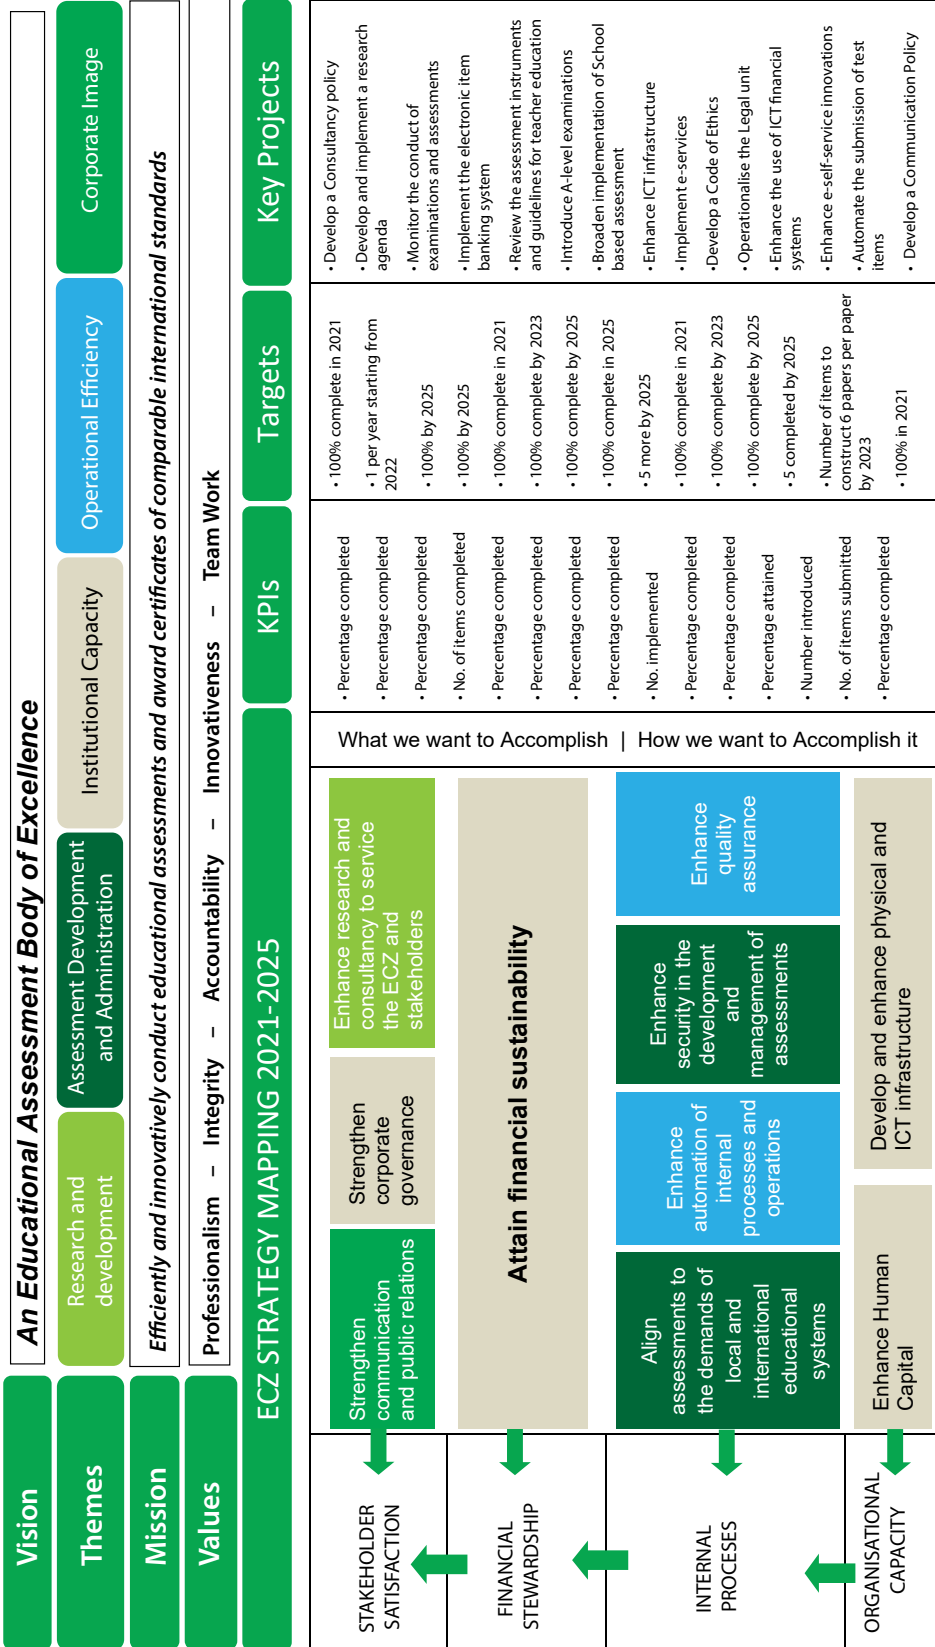 Vision
An Educational Assessment Body of Excellence
Themes
Research and
development
Assessment Development
and Administration
Institutional Capacity
Operational Efficiency
Corporate Image
Mission
Efficiently and innovatively conduct educational assessments and award certificates of comparable international standards
Values
Professionalism – Integrity – Accountability – Innovativeness – Team Work
ECZ STRATEGY MAPPING 2021-2025
KPIs
Targets
Key Projects
STAKEHOLDER
SATISFACTION
Strengthen
communication
and public relations
Strengthen
corporate
governance
Enhance research and
consultancy to service
the ECZ and
stakeholders
FINANCIAL
STEWARDSHIP
Attain financial sustainability
INTERNAL
PROCESES
Align
assessments to
the demands of
local and
international
educational
systems
Enhance
automation of
internal
processes and
operations
Enhance
security in the
development
and
management of
assessments
Enhance
quality
assurance
ORGANISATIONAL
CAPACITY
Enhance Human
Capital
Develop and enhance physical and
ICT infrastructure
What we want to Accomplish | How we want to Accomplish it
• Percentage completed
• Percentage completed
• Percentage completed
• No. of items completed
• Percentage completed
• Percentage completed
• Percentage completed
• Percentage completed
• No. implemented
• Percentage completed
• Percentage completed
• Percentage attained
• Number introduced
• No. of items submitted
• Percentage completed
• 100% complete in 2021
• 1 per year starting from
2022
• 100% by 2025
• 100% by 2025
• 100% complete in 2021
• 100% complete by 2023
• 100% complete by 2025
• 100% complete in 2025
• 5 more by 2025
• 100% complete in 2021
• 100% complete by 2023
• 100% complete by 2025
• 5 completed by 2025
• Number of items to
construct 6 papers per paper
by 2023
• 100% in 2021
• Develop a Consultancy policy
• Develop and implement a research
agenda
• Monitor the conduct of
examinations and assessments
• Implement the electronic item
banking system
• Review the assessment instruments
and guidelines for teacher education
• Introduce A-level examinations
• Broaden implementation of School
based assessment
• Enhance ICT infrastructure
• Implement e-services
•Develop a Code of Ethics
• Operationalise the Legal unit
• Enhance the use of ICT financial
systems
• Enhance e-self-service innovations
• Automate the submission of test
items
• Develop a Communication Policy